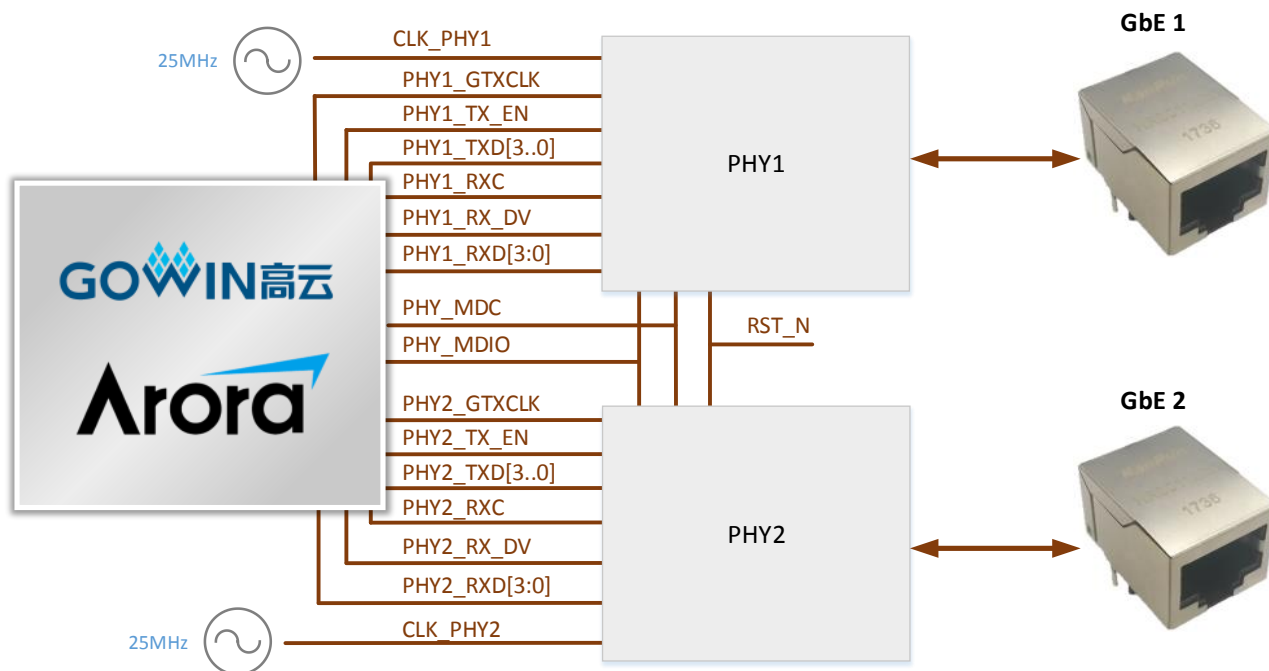 GbE 1
CLK_PHY1
25MHz
PHY1_GTXCLK
PHY1_TX_EN
PHY1_TXD[3..0]
PHY1_RXC
PHY1_RX_DV
PHY1_RXD[3:0]
PHY1
1736
GOWIN高云
Arora
PHY_MDC
PHY_MDIO
RST_N
GbE 2
PHY2_GTXCLK
PHY2_TX_EN
PHY2_TXD[3..0]
PHY2_RXC
PHY2_RX_DV
PHY2_RXD[3:0]
PHY2
1736
25MHz
CLK_PHY2